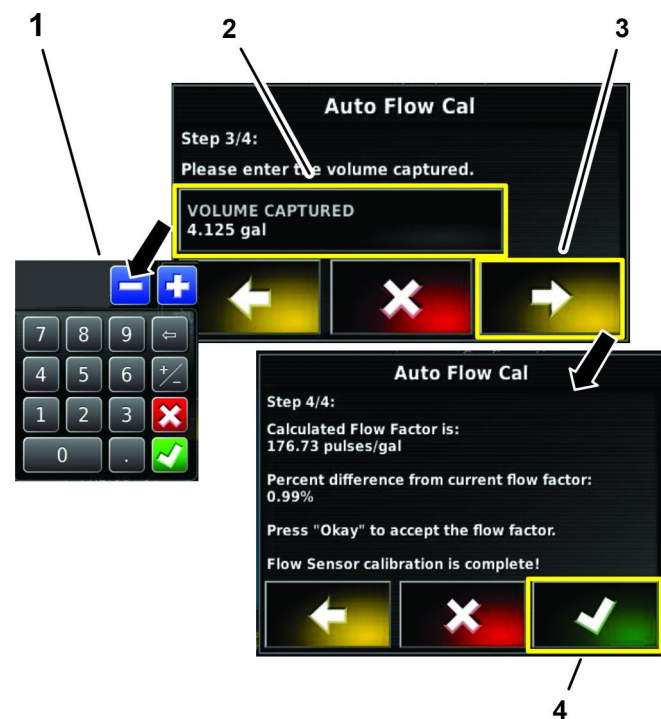 1
2
3
Auto Flow Cal
Step 3/4:
Please enter the volume captured.
VOLUME CAPTURED
4.125 gal
7 8 9 ⇦
4 5 6 +/-
1 2 3
0 .
Auto Flow Cal
Step 4/4:
Calculated Flow Factor is:
176.73 pulses/gal
Percent difference from current flow factor:
0.99%
Press "Okay" to accept the flow factor.
Flow Sensor calibration is complete!
4